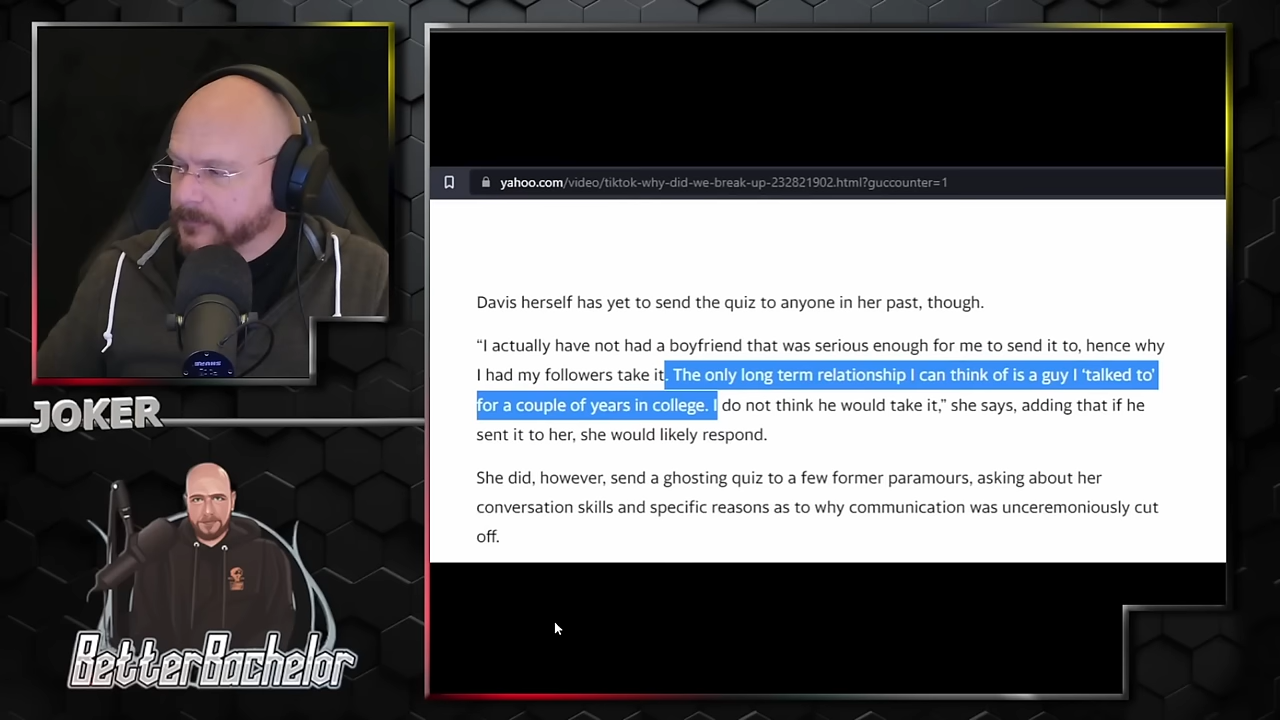 yahoo.com/video/tiktok-why-did-we-break-up-232821902.html?guccounter=1
Davis herself has yet to send the quiz to anyone in her past, though.
“I actually have not had a boyfriend that was serious enough for me to send it to, hence why
I had my followers take it. The only long term relationship I can think of is a guy I ‘talked to’
for a couple of years in college. I do not think he would take it,” she says, adding that if he
sent it to her, she would likely respond.
She did, however, send a ghosting quiz to a few former paramours, asking about her
conversation skills and specific reasons as to why communication was unceremoniously cut
off.
JOKER
BetterBachelor